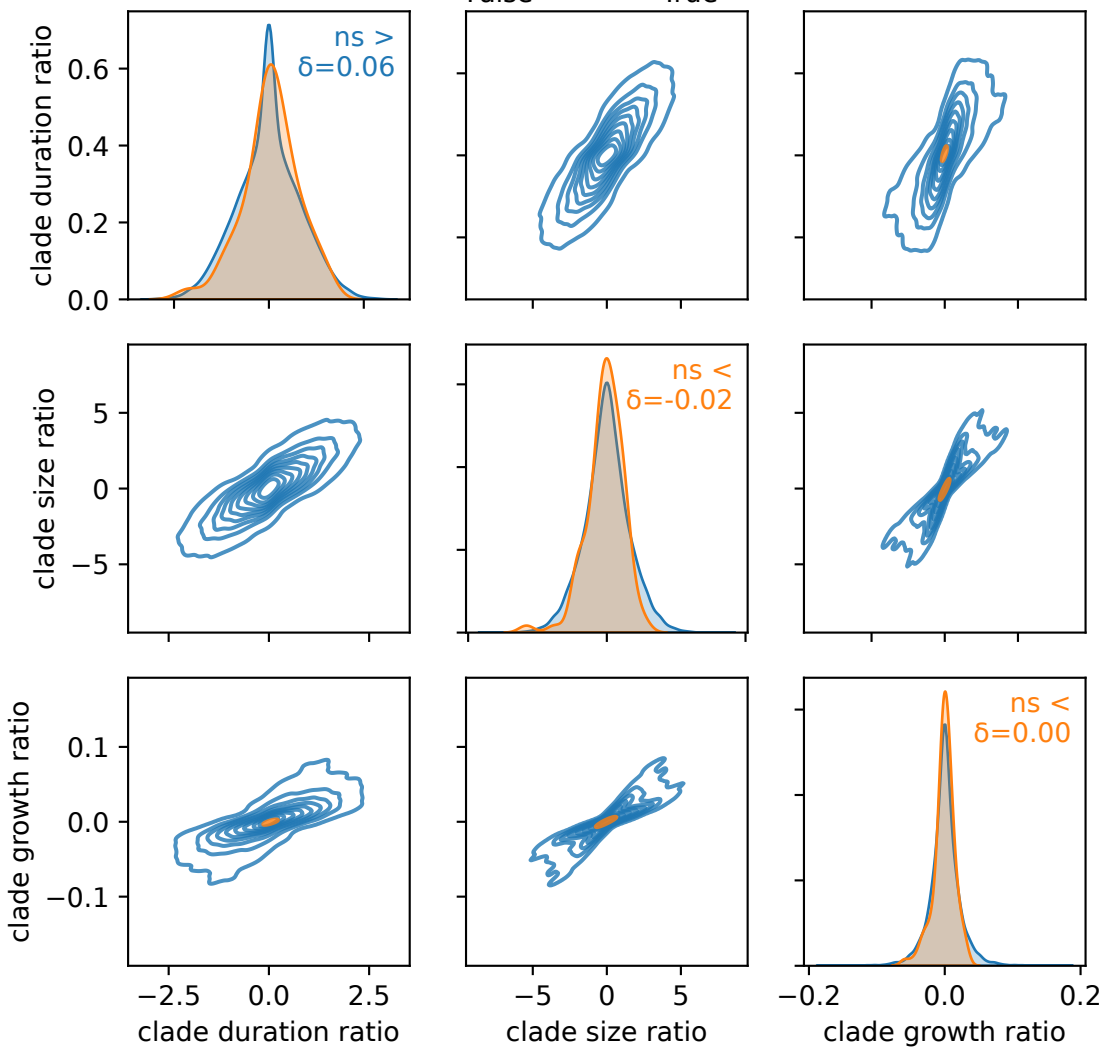 clade duration ratio
0.6
0.4
0.2
0.0
ns >
δ=0.06
clade size ratio
5
0
−5
ns <
δ=-0.02
clade growth ratio
0.1
0.0
−0.1
ns <
δ=0.00
−2.5 0.0 2.5
−5 0 5
−0.2 0.0 0.2
clade duration ratio
clade size ratio
clade growth ratio